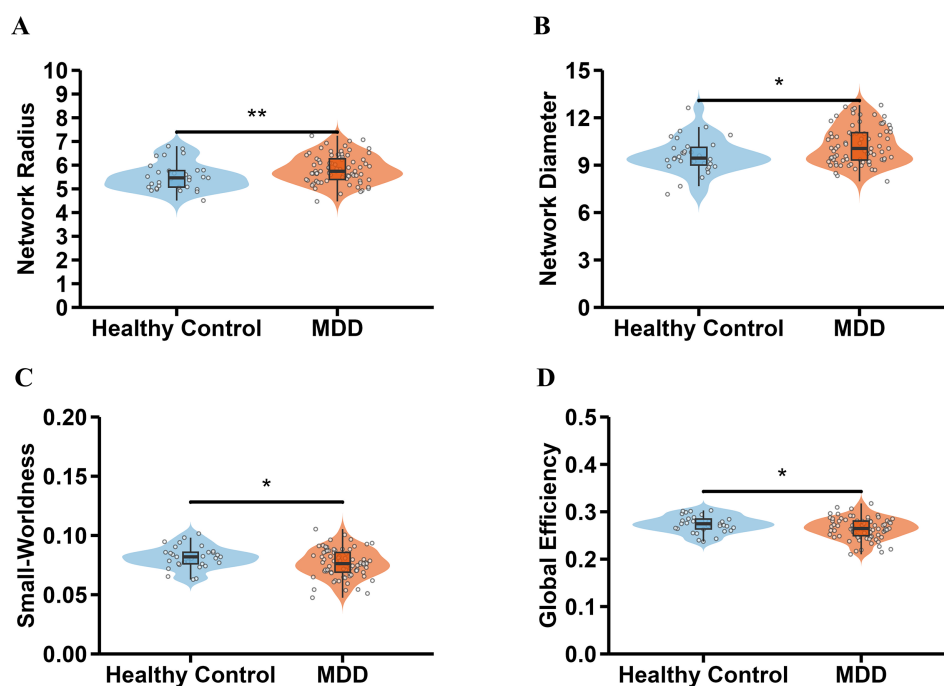 A
Network Radius
10
9
8
7
6
5
4
3
2
1
0
**
Healthy Control
MDD
B
Network Diameter
15
12
9
6
3
0
*
Healthy Control
MDD
C
Small-Worldness
0.20
0.15
0.10
0.05
0.00
*
Healthy Control
MDD
D
Global Efficiency
0.5
0.4
0.3
0.2
0.1
0.0
*
Healthy Control
MDD